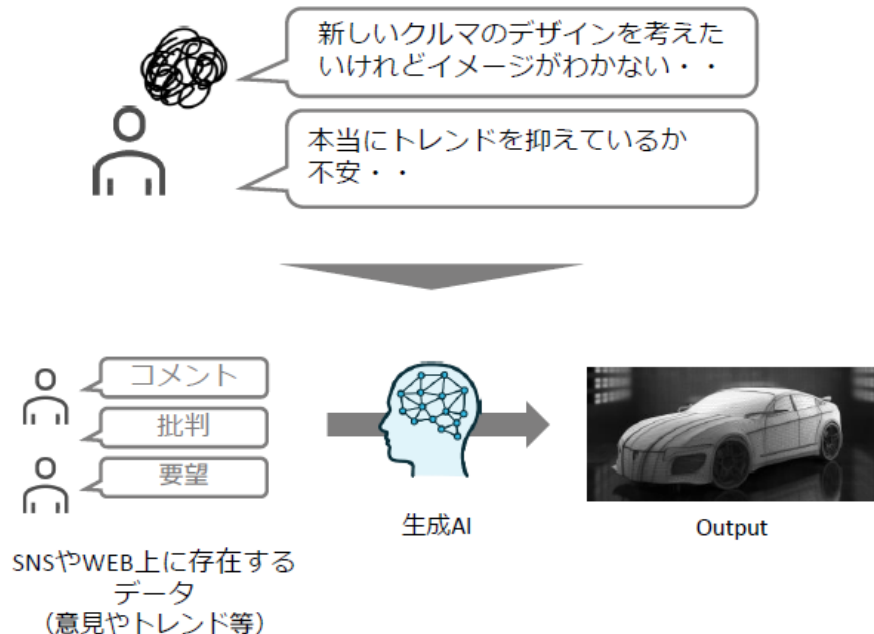 新しいクルマのデザインを考えた
いけれどイメージがわかない・・
本当にトレンドを抑えているか
不安・・
コメント
批判
要望
SNSやWEB上に存在する
データ
（意見やトレンド等）
生成AI
Output